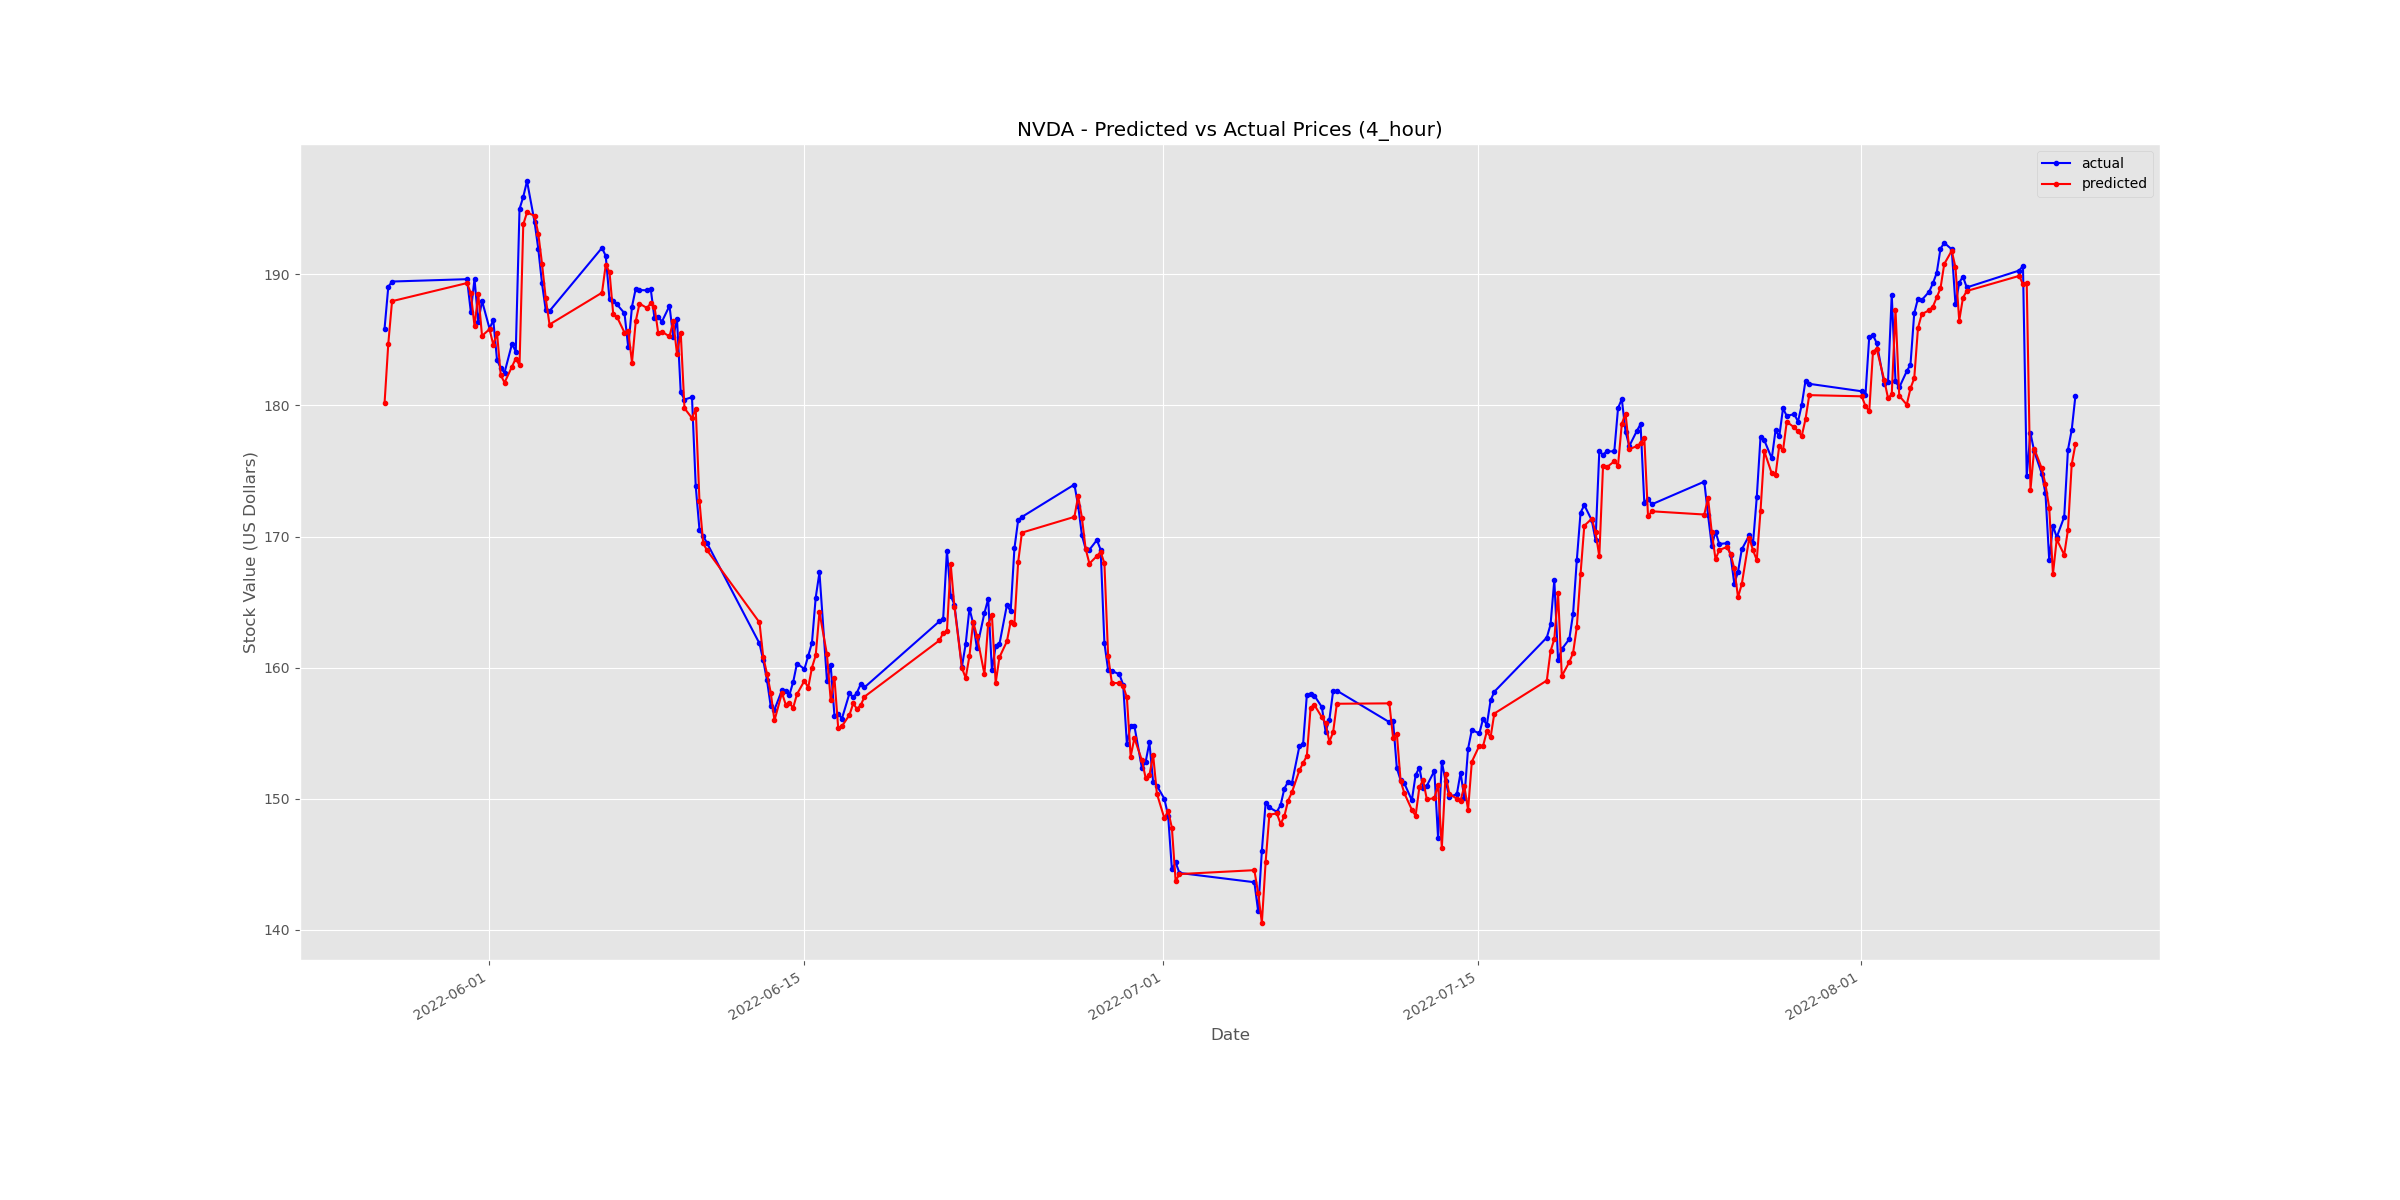 NVDA - Predicted vs Actual Prices (4_hour)
actual
predicted
190
180
170
160
150
140
Stock Value (US Dollars)
2022-06-01
2022-06-15
2022-07-01
2022-07-15
2022-08-01
Date